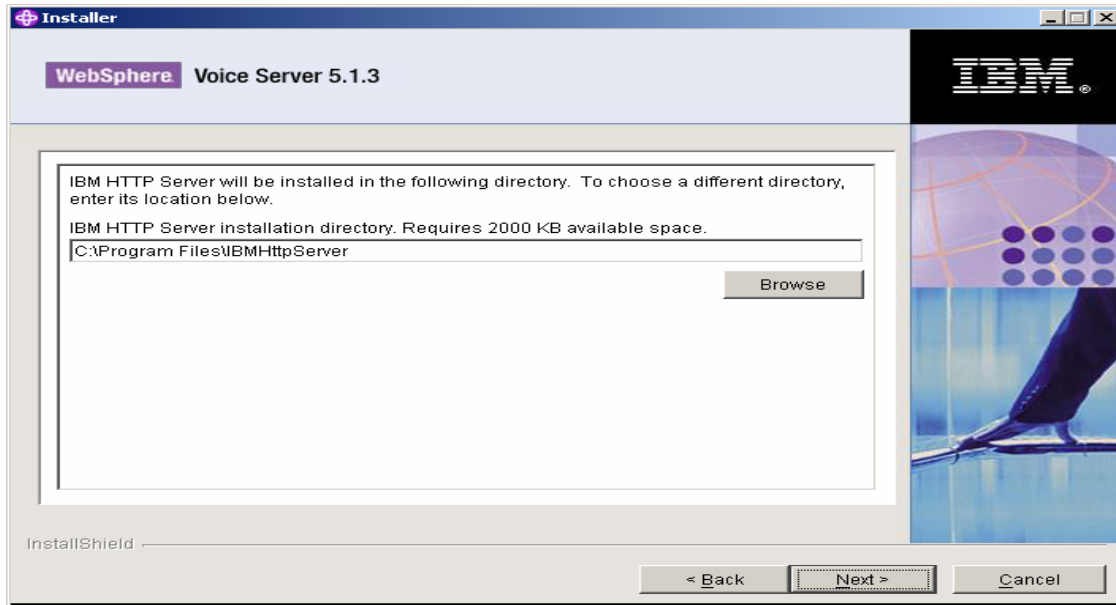 Installer
WebSphere Voice Server 5.1.3
IBM®
IBM HTTP Server will be installed in the following directory. To choose a different directory,
enter its location below.
IBM HTTP Server installation directory. Requires 2000 KB available space.
C:\Program Files\IBMHttpServer
Browse
InstallShield
< Back Next > Cancel